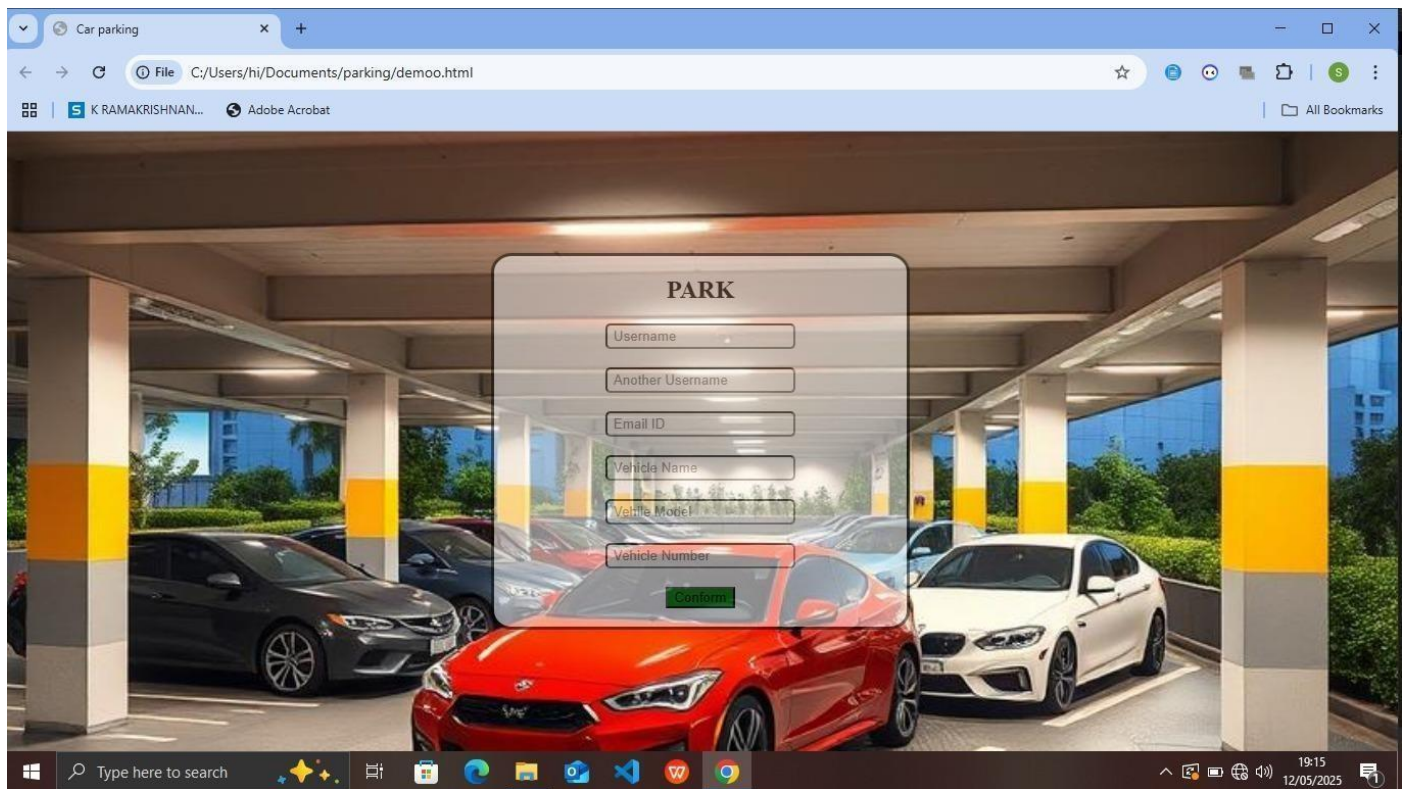 Car parking
File C:/Users/hi/Documents/parking/demoo.html
S K RAMAKRISHNAN... Adobe Acrobat All Bookmarks
PARK
Username
Another Username
Email ID
Vehicle Name
Vehile Model
Vehicle Number
Conform
Type here to search
19:15
12/05/2025